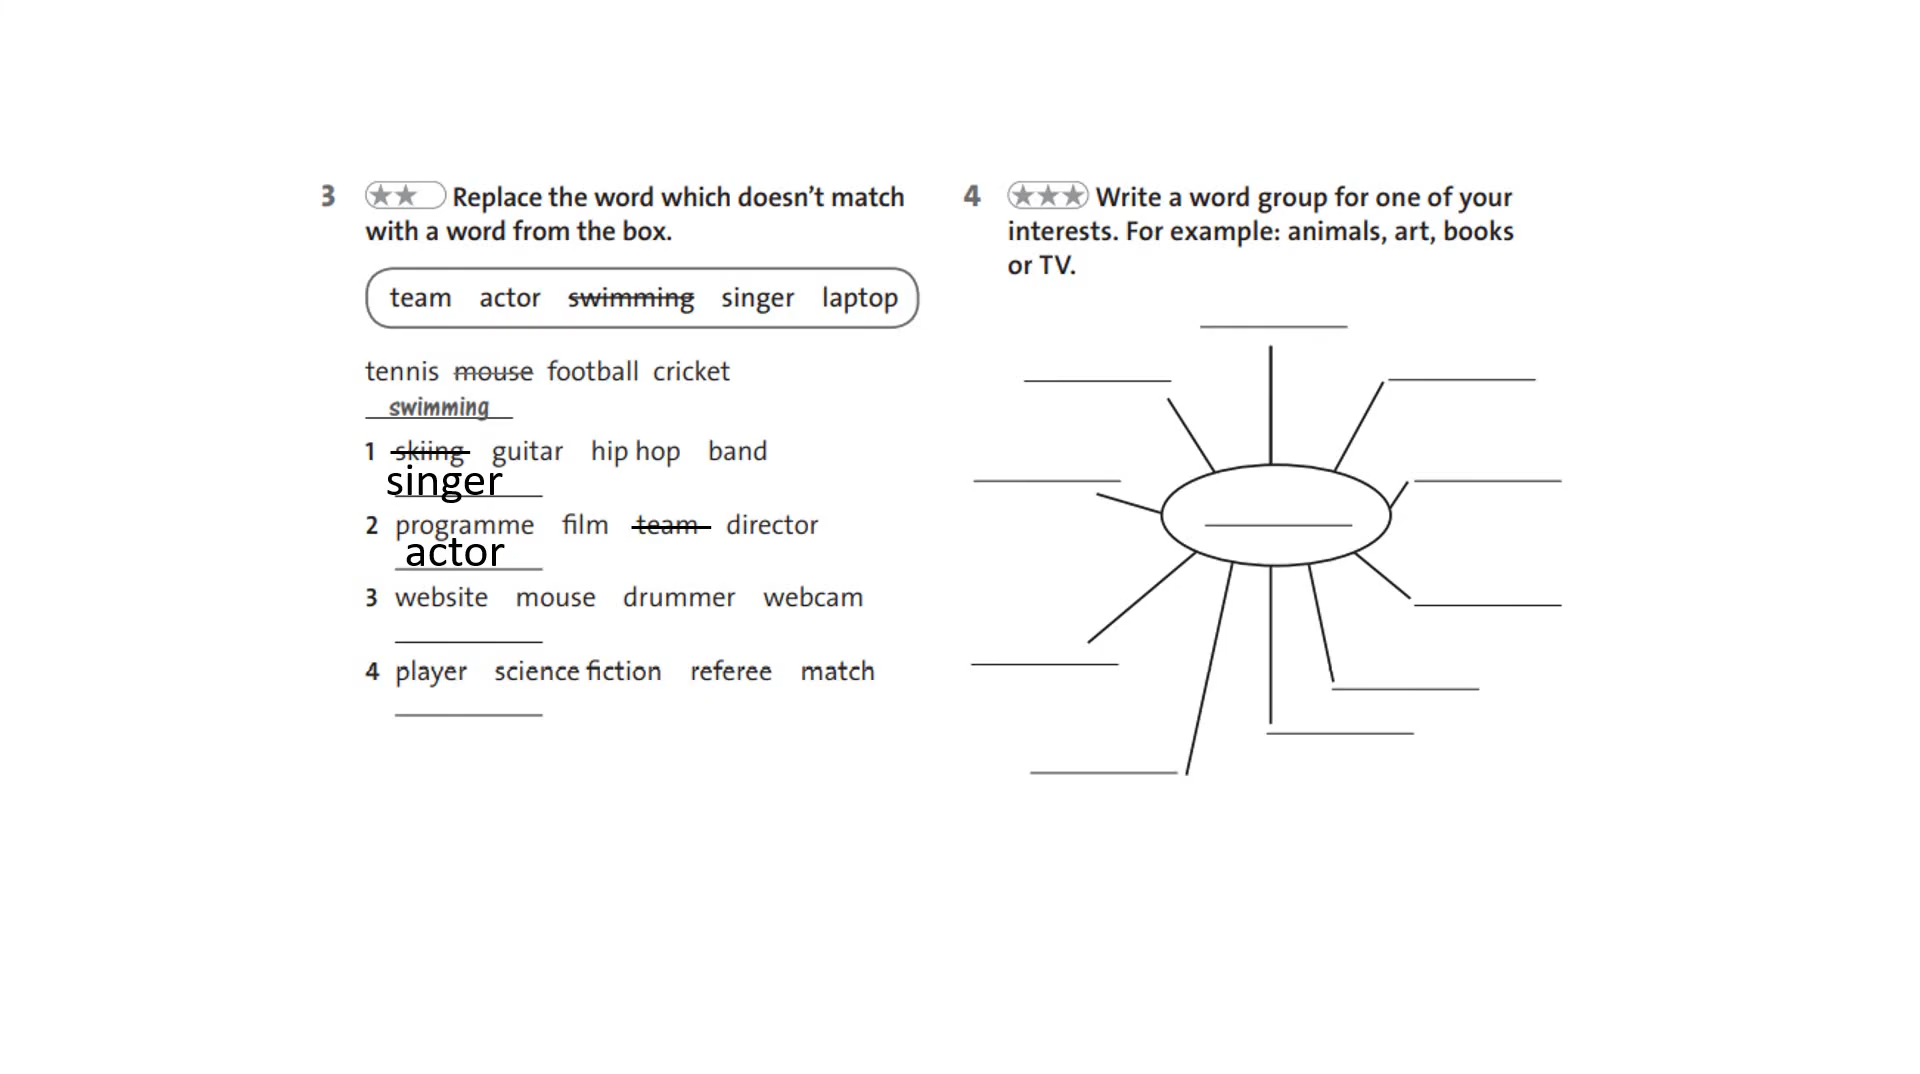 3 ★★ Replace the word which doesn't match
with a word from the box.
team actor swimming singer laptop
tennis mouse football cricket
swimming
1 skiing guitar hip hop band
singer
2 programme film team director
actor
3 website mouse drummer webcam
4 player science fiction referee match
4 ★★★ Write a word group for one of your
interests. For example: animals, art, books
or TV.